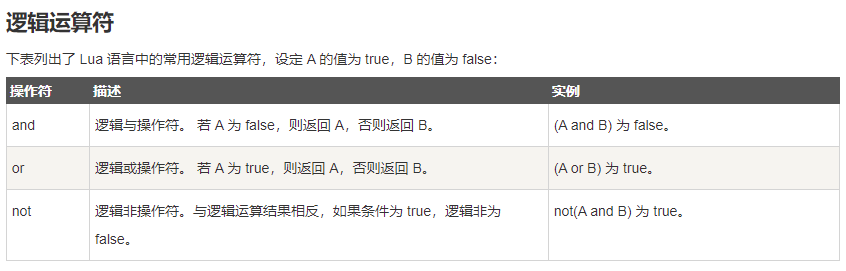 逻辑运算符
下表列出了 Lua 语言中的常用逻辑运算符，设定 A 的值为 true，B 的值为 false：
操作符 描述 实例
and 逻辑与操作符。 若 A 为 false，则返回 A，否则返回 B。 (A and B) 为 false。
or 逻辑或操作符。 若 A 为 true，则返回 A，否则返回 B。 (A or B) 为 true。
not 逻辑非操作符。与逻辑运算结果相反，如果条件为 true，逻辑非为 not(A and B) 为 true。
false。